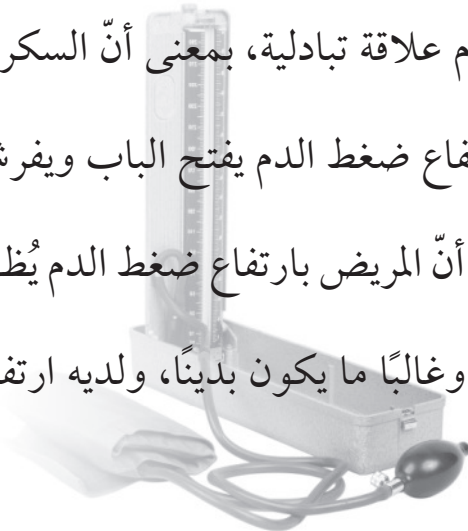 م علاقة تبادلية، بمعنى أنّ السكر
فاع ضغط الدم يفتح الباب ويفرش
أنّ المريض بارتفاع ضغط الدم يُظ
وغالبًا ما يكون بدينًا، ولديه ارتف